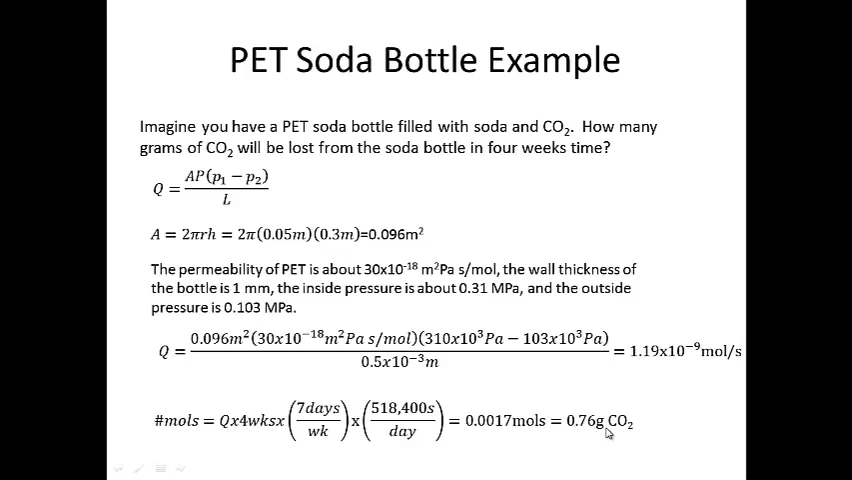 PET Soda Bottle Example
Imagine you have a PET soda bottle filled with soda and CO₂. How many
grams of CO₂ will be lost from the soda bottle in four weeks time?
Q = AP(p₁ − p₂) / L
A = 2πrh = 2π(0.05m)(0.3m)=0.096m²
The permeability of PET is about 30x10⁻¹⁸ m²Pa s/mol, the wall thickness of
the bottle is 1 mm, the inside pressure is about 0.31 MPa, and the outside
pressure is 0.103 MPa.
Q = 0.096m²(30x10⁻¹⁸m²Pa s/mol)(310x10³Pa − 103x10³Pa) / 0.5x10⁻³m = 1.19x10⁻⁹mol/s
#mols = Qx4wksx(7days/wk)x(518,400s/day) = 0.0017mols = 0.76g CO₂